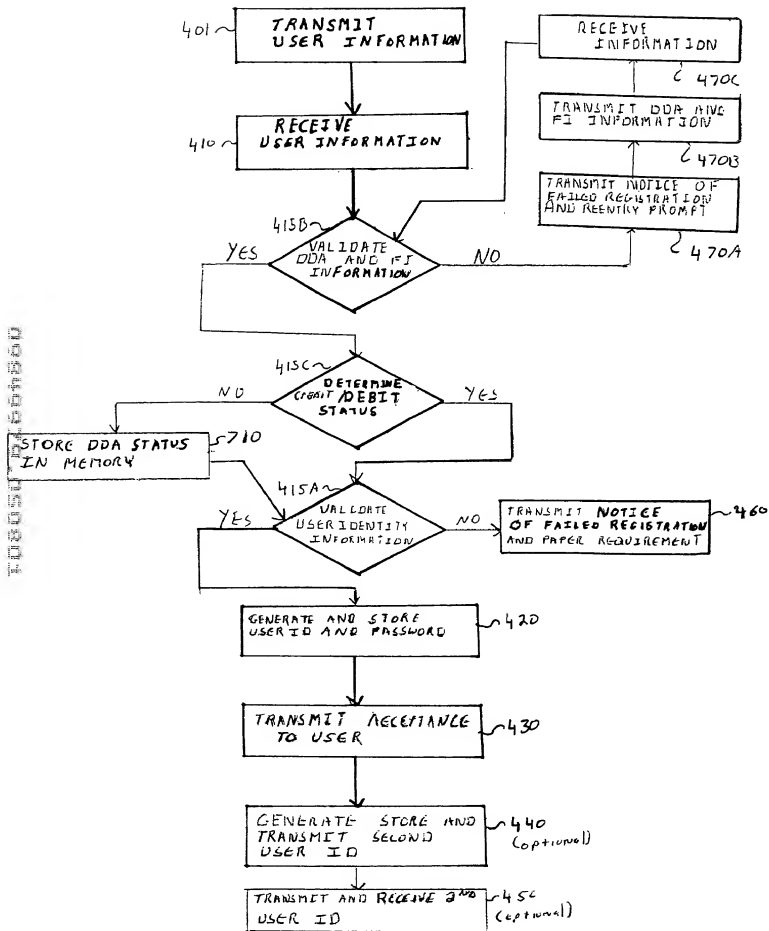 401
TRANSMIT
USER INFORMATION
RECEIVE
INFORMATION
470C
410
RECEIVE
USER INFORMATION
TRANSMIT DDA AND
FI INFORMATION
470B
TRANSMIT NOTICE OF
FAILED REGISTRATION
AND REENTRY PROMPT
470A
415B
VALIDATE
DDA AND FI
INFORMATION
YES
NO
415C
DETERMINE
CREDIT/DEBIT
STATUS
NO
YES
STORE DDA STATUS
IN MEMORY
710
415A
VALIDATE
USER IDENTITY
INFORMATION
YES
NO
TRANSMIT NOTICE
OF FAILED REGISTRATION
AND PAPER REQUIREMENT
460
GENERATE AND STORE
USER ID AND PASSWORD
420
TRANSMIT ACCEPTANCE
TO USER
430
GENERATE STORE AND
TRANSMIT SECOND
USER ID
440
(optional)
TRANSMIT AND RECEIVE 2ND
USER ID
(optional)